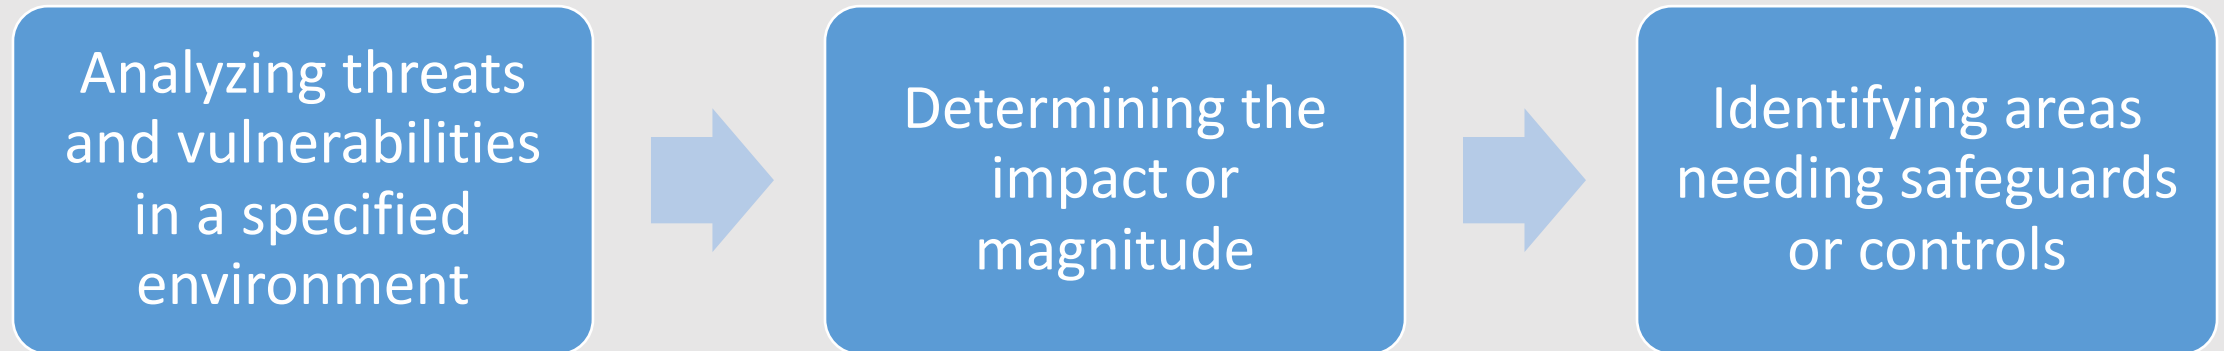 Analyzing threats
and vulnerabilities
in a specified
environment
Determining the
impact or
magnitude
Identifying areas
needing safeguards
or controls